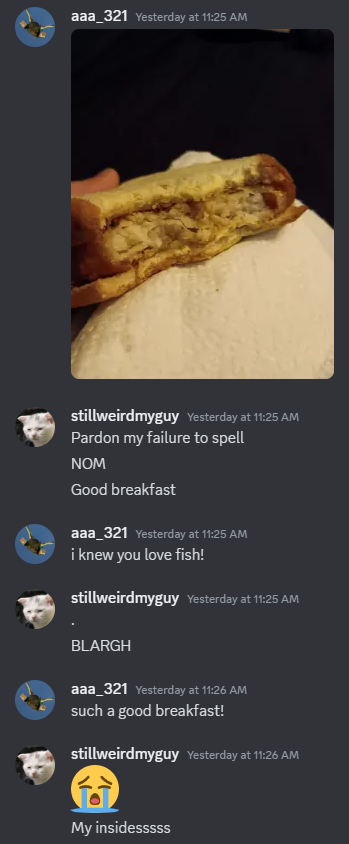 aaa_321 Yesterday at 11:25 AM
stillweirdmyguy Yesterday at 11:25 AM
Pardon my failure to spell
NOM
Good breakfast
aaa_321 Yesterday at 11:25 AM
i knew you love fish!
stillweirdmyguy Yesterday at 11:25 AM
.
BLARGH
aaa_321 Yesterday at 11:26 AM
such a good breakfast!
stillweirdmyguy Yesterday at 11:26 AM
My insidesssss